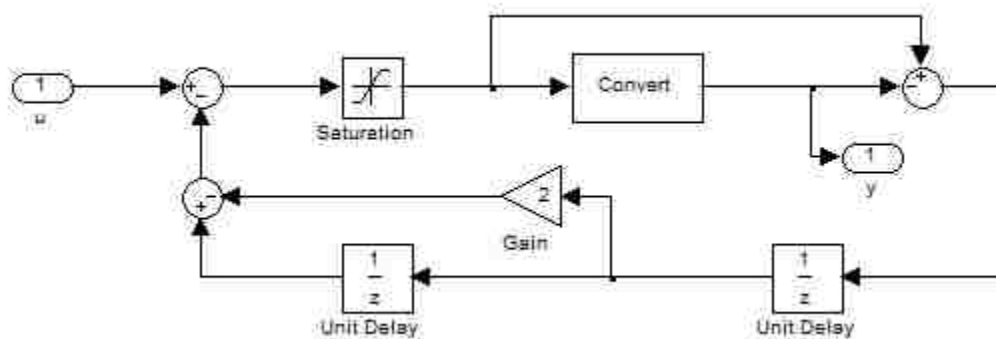 1
u
Saturation
Convert
1
y
2
Gain
1
z
Unit Delay
1
z
Unit Delay